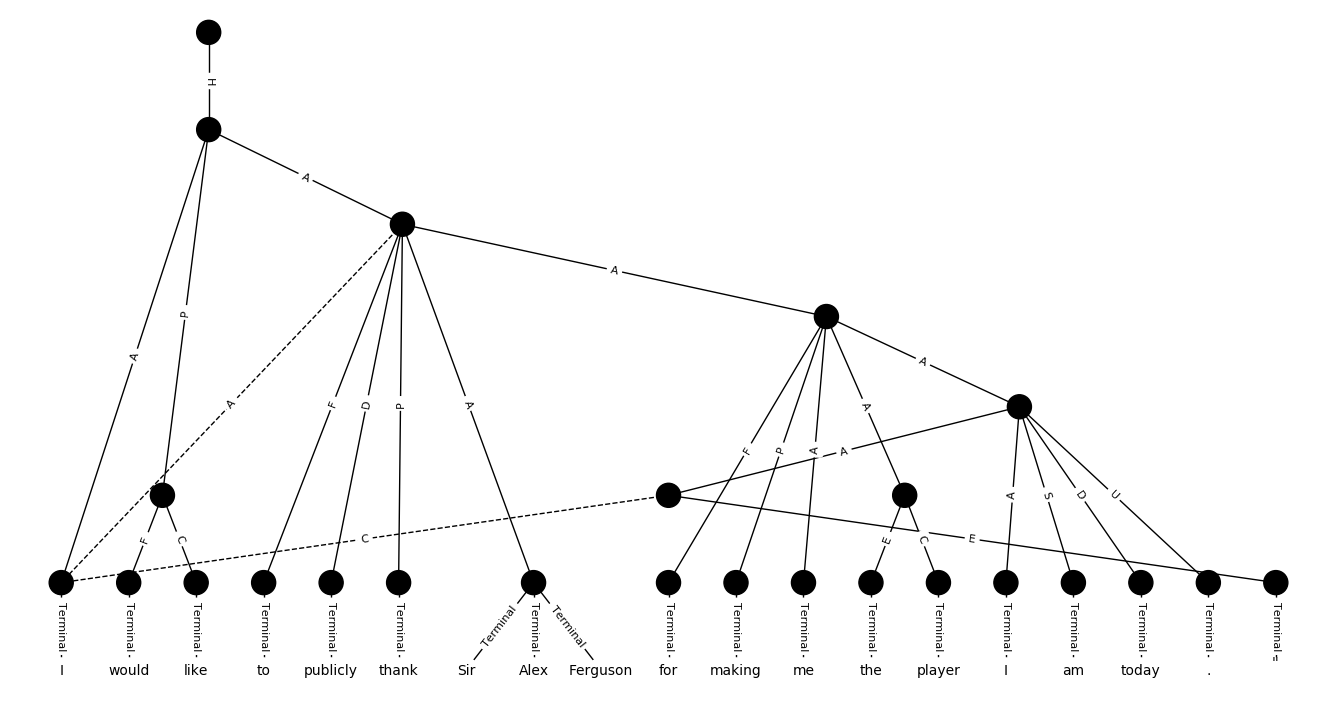 H
A
A
P
A
A
A
A
F
D
P
A
A
F
P
A
A
A
S
D
U
F
C
C
E
C
E
Terminal Terminal Terminal Terminal Terminal Terminal Terminal Terminal Terminal Terminal Terminal Terminal Terminal Terminal Terminal Terminal Terminal Terminal Terminal
I would like to publicly thank Sir Alex Ferguson for making me the player I am today . "